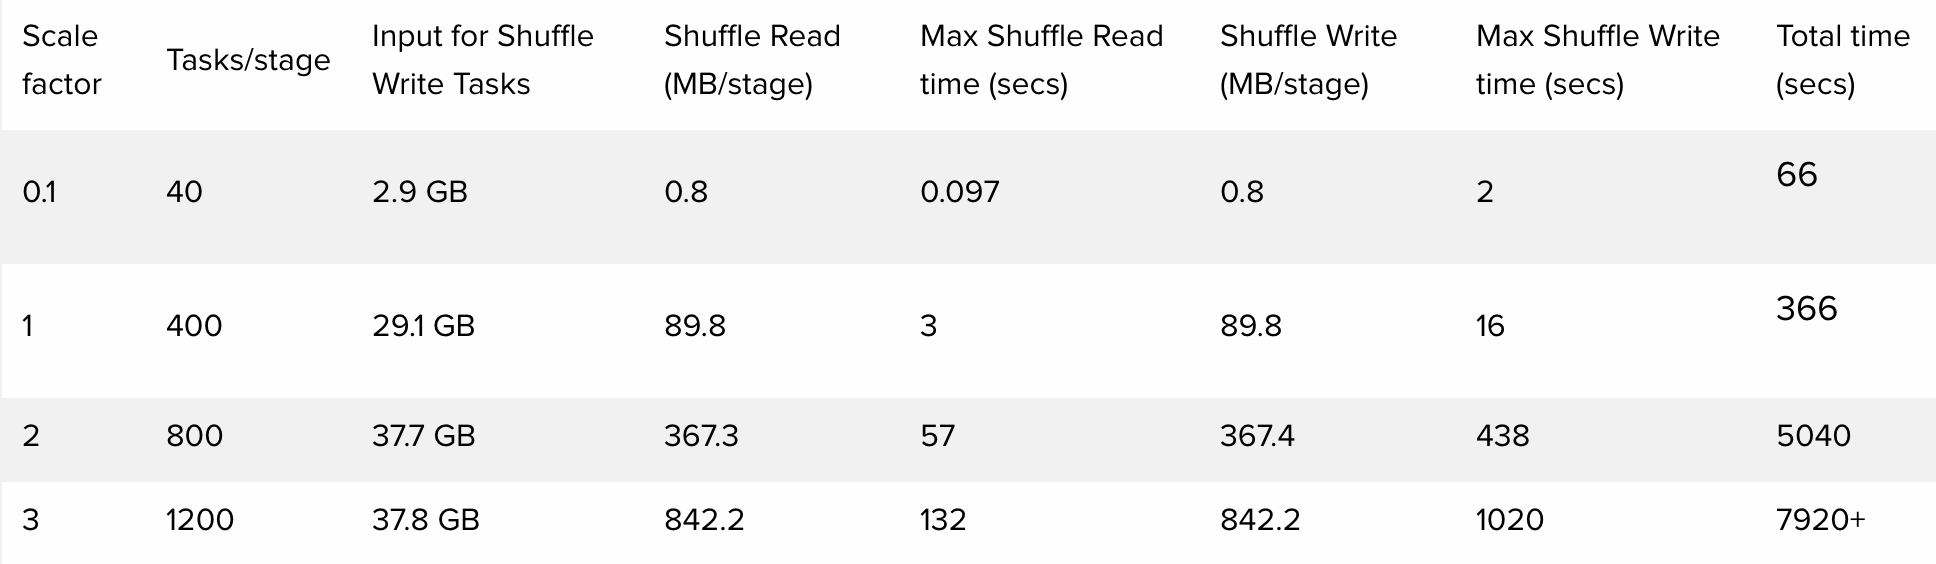 Scale factor Tasks/stage Input for Shuffle Write Tasks Shuffle Read (MB/stage) Max Shuffle Read time (secs) Shuffle Write (MB/stage) Max Shuffle Write time (secs) Total time (secs)
0.1 40 2.9 GB 0.8 0.097 0.8 2 66
1 400 29.1 GB 89.8 3 89.8 16 366
2 800 37.7 GB 367.3 57 367.4 438 5040
3 1200 37.8 GB 842.2 132 842.2 1020 7920+